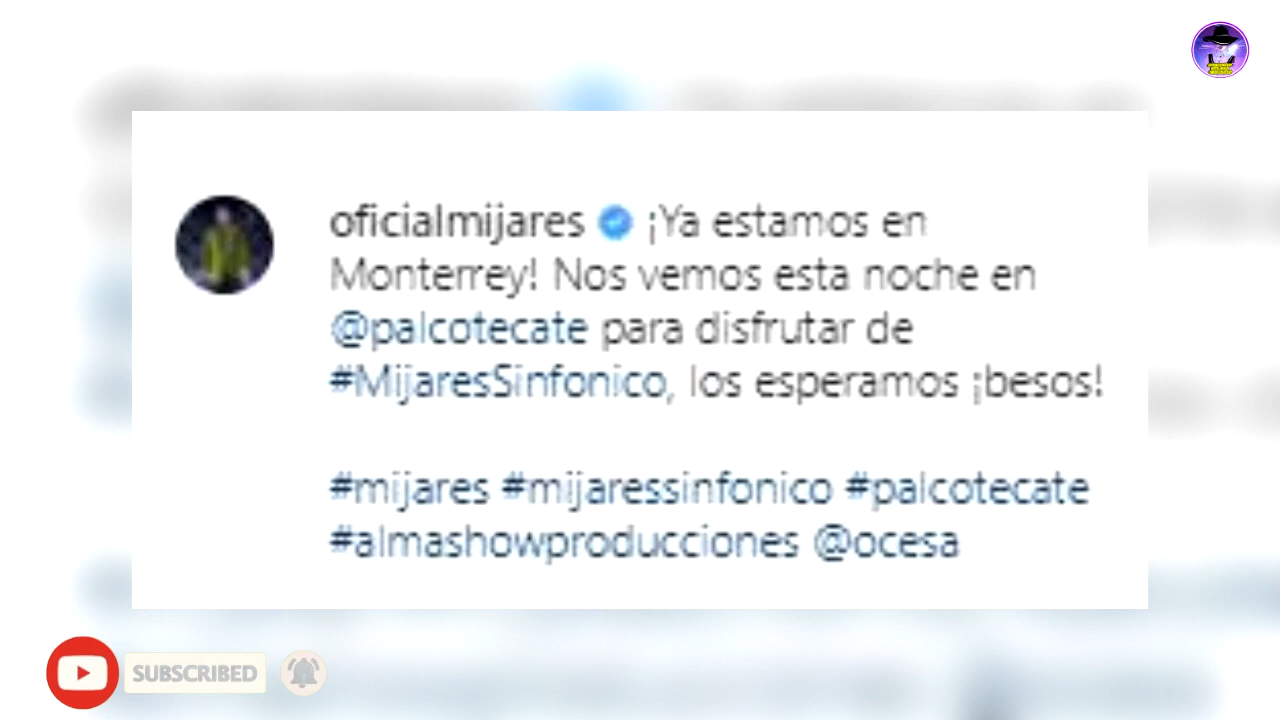 oficialmijares ¡Ya estamos en
Monterrey! Nos vemos esta noche en
@palcotecate para disfrutar de
#MijaresSinfonico, los esperamos ¡besos!
#mijares #mijaressinfonico #palcotecate
#almashowproducciones @ocesa
SUBSCRIBED